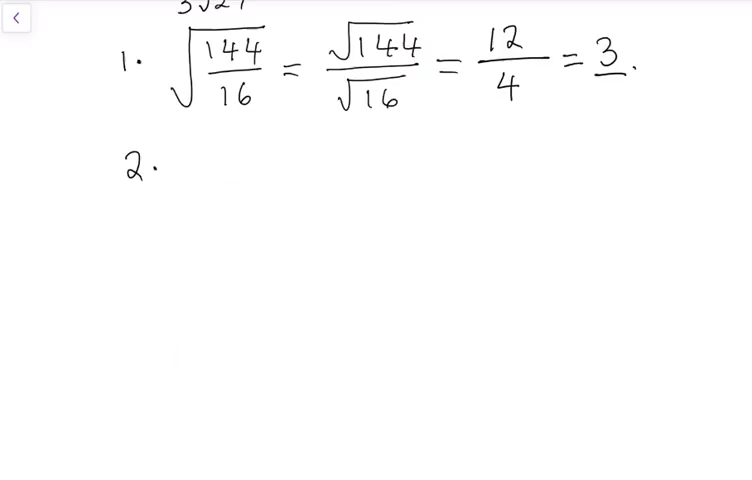 1. √(144/16) = √144/√16 = 12/4 = 3.
2.